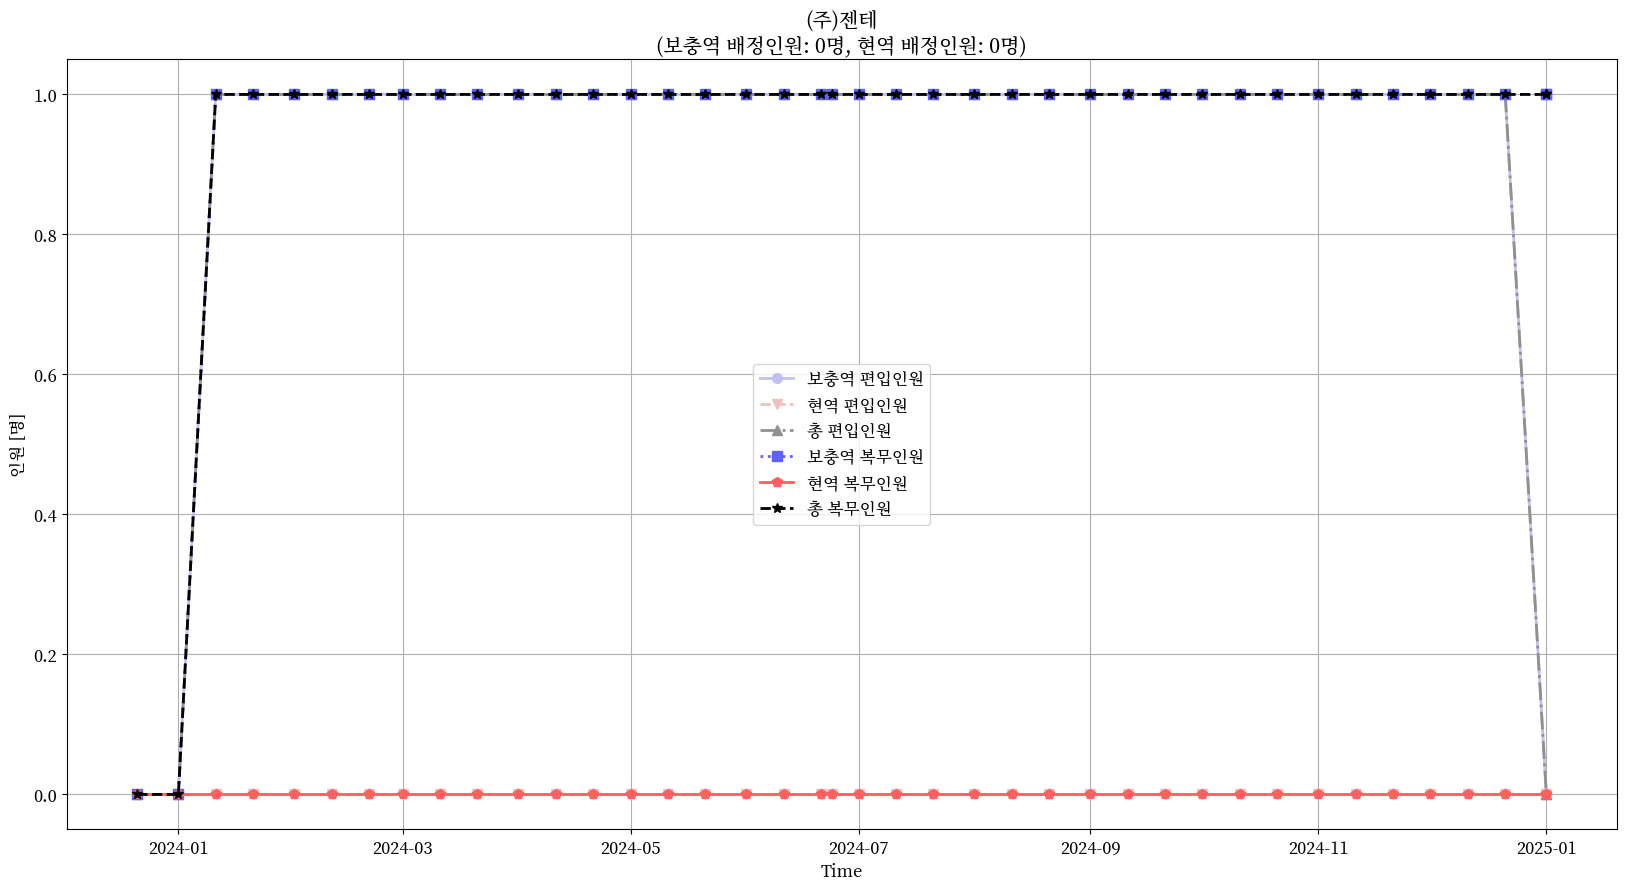 (주)젠테
(보충역 배정인원: 0명, 현역 배정인원: 0명)
인원 [명]
1.0
0.8
0.6
0.4
0.2
0.0
보충역 편입인원
현역 편입인원
총 편입인원
보충역 복무인원
현역 복무인원
총 복무인원
2024-01
2024-03
2024-05
2024-07
2024-09
2024-11
2025-01
Time